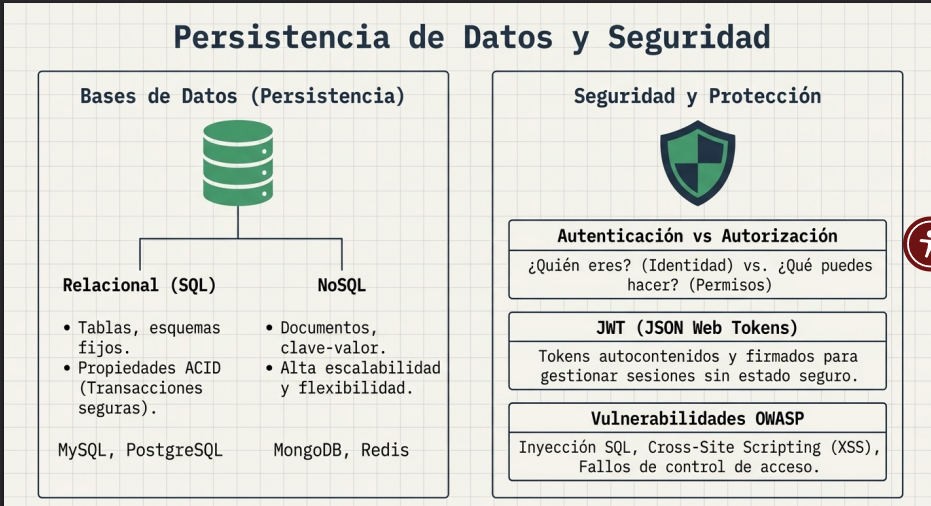 Persistencia de Datos y Seguridad
Bases de Datos (Persistencia)
Relacional (SQL)
• Tablas, esquemas
fijos.
• Propiedades ACID
(Transacciones
seguras).
MySQL, PostgreSQL
NoSQL
• Documentos,
clave-valor.
• Alta escalabilidad
y flexibilidad.
MongoDB, Redis
Seguridad y Protección
Autenticación vs Autorización
¿Quién eres? (Identidad) vs. ¿Qué puedes
hacer? (Permisos)
JWT (JSON Web Tokens)
Tokens autocontenidos y firmados para
gestionar sesiones sin estado seguro.
Vulnerabilidades OWASP
Inyección SQL, Cross-Site Scripting (XSS),
Fallos de control de acceso.